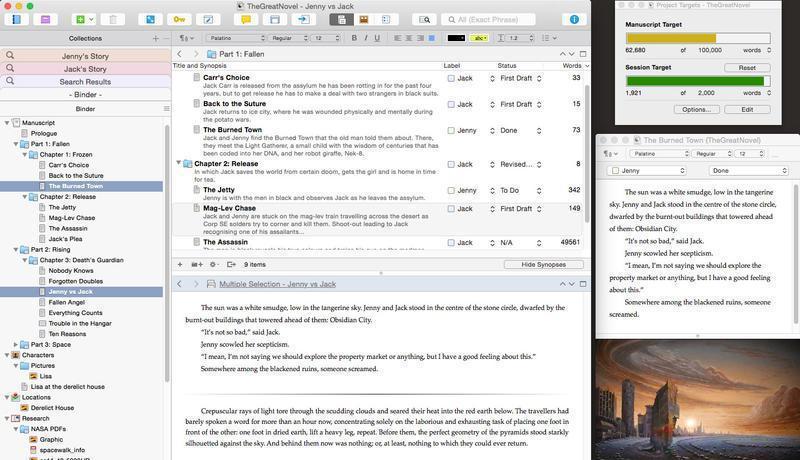 TheGreatNovel - Jenny vs Jack
All (Exact Phrase)
Palatino
Regular
12
B I U
A
abc
1.2
Collections
Jenny's Story
Jack's Story
Search Results
- Binder -
Binder
Manuscript
Prologue
Part 1: Fallen
Chapter 1: Frozen
Carr's Choice
Back to the Suture
The Burned Town
Chapter 2: Release
The Jetty
Mag-Lev Chase
The Assassin
Jack's Plea
Part 2: Rising
Chapter 3: Death's Guardian
Nobody Knows
Forgotten Doubles
Jenny vs Jack
Fallen Angel
Everything Counts
Trouble in the Hangar
Ten Reasons
Part 3: Space
Characters
Pictures
Lisa
Lisa at the derelict house
Locations
Derelict House
Research
NASA PDFs
Graphic
spacewalk_info
Part 1: Fallen
Title and Synopsis Label Status Words
Carr's Choice Jack First Draft 33
Jack Carr is released from the assylum he has been rotting in for the past four
years, but to get release he has to make a deal with two strangers in black suits.
Back to the Suture Jack First Draft 15
Jack returns to ice city, where he was wounded physically and mentally during
the potato wars.
The Burned Town Jenny Done 73
Jack and Jenny find the Burned Town that the old man told them about. There,
they meet the Light Gatherer, a small child with the wisdom of centuries that has
been coded into her DNA, and her robot giraffe, Nek-8.
Chapter 2: Release Jack Revised... 8
In which Jack saves the world from certain doom, gets the girl and is home in time
for tea.
The Jetty Jenny To Do 342
Jenny is with the men in black and observes Jack as he leaves the asylum.
Mag-Lev Chase Jack First Draft 149
Jack and Jenny are stuck on the mag-lev train travelling across the desert as
Corp SE soldiers try to corner and kill them. Shoot-out leading to Jack
recognising one of his assailants...
The Assassin Jack N/A 49561
9 items
Hide Synopses
Multiple Selection - Jenny vs Jack
The sun was a white smudge, low in the tangerine sky. Jenny and Jack stood in the centre of the stone circle, dwarfed by the
burnt-out buildings that towered ahead of them: Obsidian City.
“It's not so bad,” said Jack.
Jenny scowled her scepticism.
“I mean, I'm not saying we should explore the property market or anything, but I have a good feeling about this.”
Somewhere among the blackened ruins, someone screamed.
Crepuscular rays of light tore through the scudding clouds and seared their heat into the red earth below. The travellers had
barely spoken a word for more than an hour now, concentrating solely on the laborious and exhausting task of placing one foot in
front of the other: one foot in dried earth, lift a heavy leg, repeat. Before them, the perfect geometry of the pyramids stood starkly
silhouetted against the sky. And behind them now was nothing; or, at least, nothing to which they could ever return.
Project Targets - TheGreatNovel
Manuscript Target
62,680 of 100,000 words
Session Target
Reset
1,921 of 2,000 words
Options... Edit
The Burned Town (TheGreatNovel)
Palatino
Regular
12
Jenny
Done
The sun was a white smudge, low in the tangerine
sky. Jenny and Jack stood in the centre of the stone circle,
dwarfed by the burnt-out buildings that towered ahead
of them: Obsidian City.
“It's not so bad,” said Jack.
Jenny scowled her scepticism.
“I mean, I'm not saying we should explore the
property market or anything, but I have a good feeling
about this.”
Somewhere among the blackened ruins, someone
screamed.